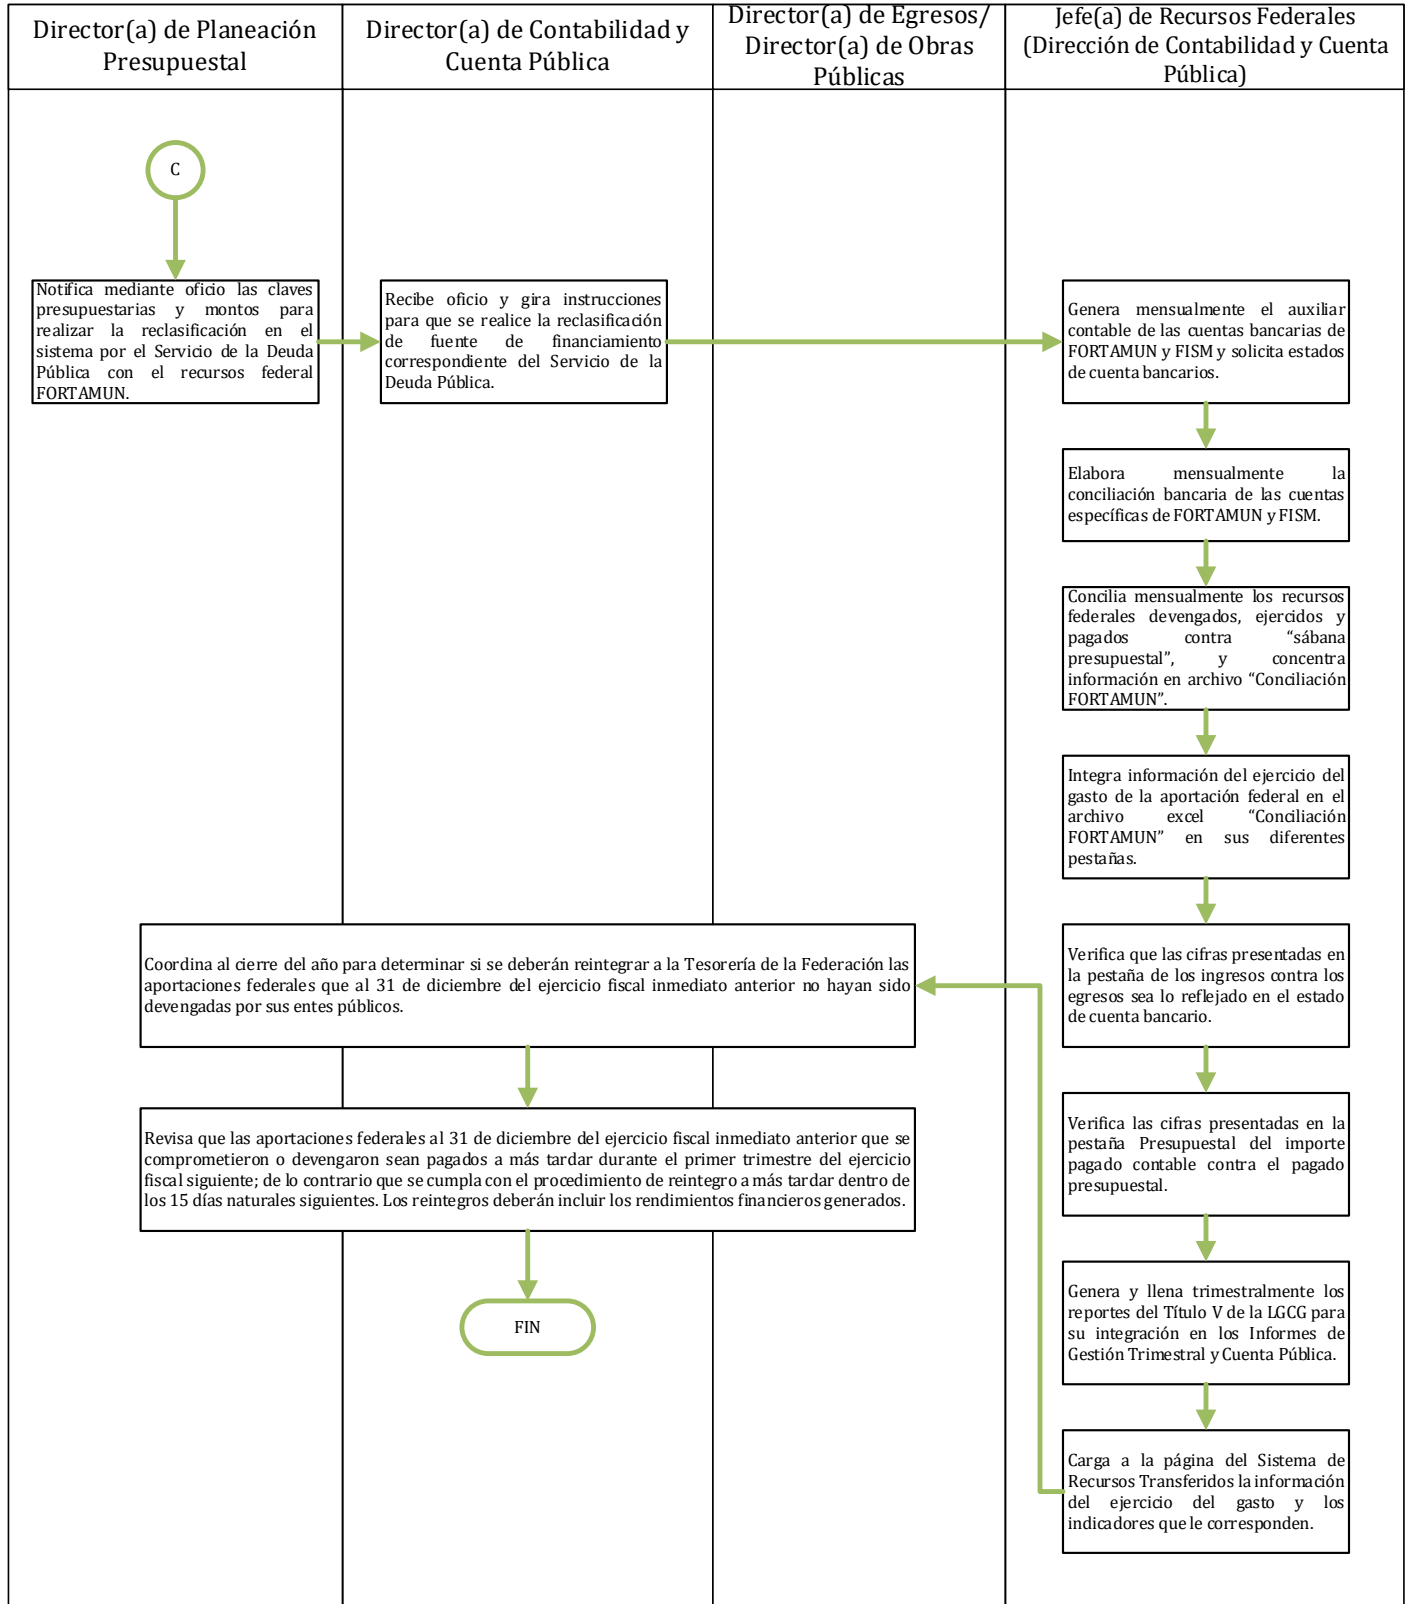 Director(a) de Planeación
Presupuestal
Director(a) de Contabilidad y
Cuenta Pública
Director(a) de Egresos/
Director(a) de Obras
Públicas
Jefe(a) de Recursos Federales
(Dirección de Contabilidad y Cuenta
Pública)
C
Notifica mediante oficio las claves
presupuestarias y montos para
realizar la reclasificación en el
sistema por el Servicio de la Deuda
Pública con el recursos federal
FORTAMUN.
Recibe oficio y gira instrucciones
para que se realice la reclasificación
de fuente de financiamiento
correspondiente del Servicio de la
Deuda Pública.
Genera mensualmente el auxiliar
contable de las cuentas bancarias de
FORTAMUN y FISM y solicita estados
de cuenta bancarios.
Elabora mensualmente la
conciliación bancaria de las cuentas
específicas de FORTAMUN y FISM.
Concilia mensualmente los recursos
federales devengados, ejercidos y
pagados contra “sábana
presupuestal”, y concentra
información en archivo “Conciliación
FORTAMUN”.
Integra información del ejercicio del
gasto de la aportación federal en el
archivo excel “Conciliación
FORTAMUN” en sus diferentes
pestañas.
Verifica que las cifras presentadas en
la pestaña de los ingresos contra los
egresos sea lo reflejado en el estado
de cuenta bancario.
Verifica las cifras presentadas en la
pestaña Presupuestal del importe
pagado contable contra el pagado
presupuestal.
Genera y llena trimestralmente los
reportes del Título V de la LGCG para
su integración en los Informes de
Gestión Trimestral y Cuenta Pública.
Carga a la página del Sistema de
Recursos Transferidos la información
del ejercicio del gasto y los
indicadores que le corresponden.
Coordina al cierre del año para determinar si se deberán reintegrar a la Tesorería de la Federación las
aportaciones federales que al 31 de diciembre del ejercicio fiscal inmediato anterior no hayan sido
devengadas por sus entes públicos.
Revisa que las aportaciones federales al 31 de diciembre del ejercicio fiscal inmediato anterior que se
comprometieron o devengaron sean pagados a más tardar durante el primer trimestre del ejercicio
fiscal siguiente; de lo contrario que se cumpla con el procedimiento de reintegro a más tardar dentro de
los 15 días naturales siguientes. Los reintegros deberán incluir los rendimientos financieros generados.
FIN